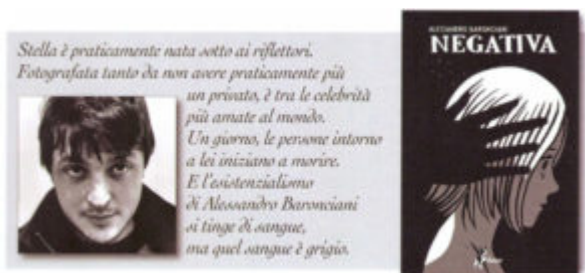 Stella è praticamente nata sotto ai riflettori.
Fotografata tanto da non avere praticamente più
un privato, è tra le celebrità
più amate al mondo.
Un giorno, le persone intorno
a lei iniziano a morire.
E l'esistenzialismo
di Alessandro Baronciani
si tinge di sangue,
ma quel sangue è grigio.
ALESSANDRO BARONCIANI
NEGATIVA